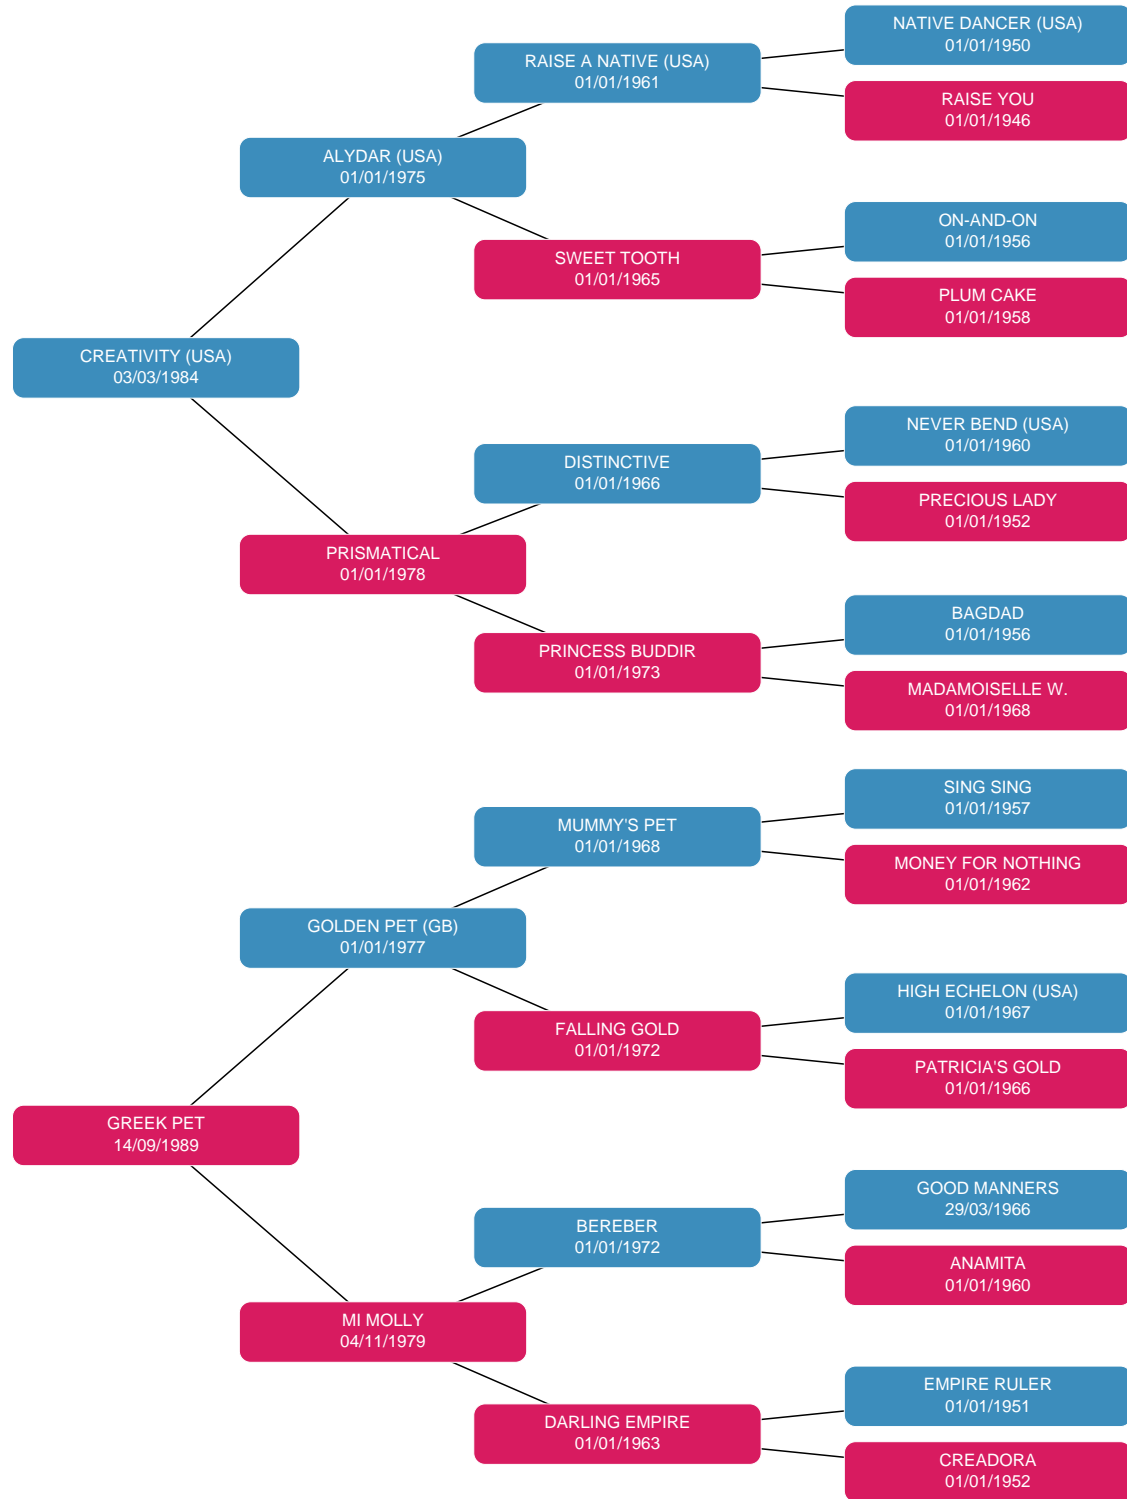 NATIVE DANCER (USA)
01/01/1950
RAISE A NATIVE (USA)
01/01/1961
RAISE YOU
01/01/1946
ALYDAR (USA)
01/01/1975
ON-AND-ON
01/01/1956
SWEET TOOTH
01/01/1965
PLUM CAKE
01/01/1958
CREATIVITY (USA)
03/03/1984
NEVER BEND (USA)
01/01/1960
DISTINCTIVE
01/01/1966
PRECIOUS LADY
01/01/1952
PRISMATICAL
01/01/1978
BAGDAD
01/01/1956
PRINCESS BUDDIR
01/01/1973
MADAMOISELLE W.
01/01/1968
SING SING
01/01/1957
MUMMY'S PET
01/01/1968
MONEY FOR NOTHING
01/01/1962
GOLDEN PET (GB)
01/01/1977
HIGH ECHELON (USA)
01/01/1967
FALLING GOLD
01/01/1972
PATRICIA'S GOLD
01/01/1966
GREEK PET
14/09/1989
GOOD MANNERS
29/03/1966
BEREBER
01/01/1972
ANAMITA
01/01/1960
MI MOLLY
04/11/1979
EMPIRE RULER
01/01/1951
DARLING EMPIRE
01/01/1963
CREADORA
01/01/1952